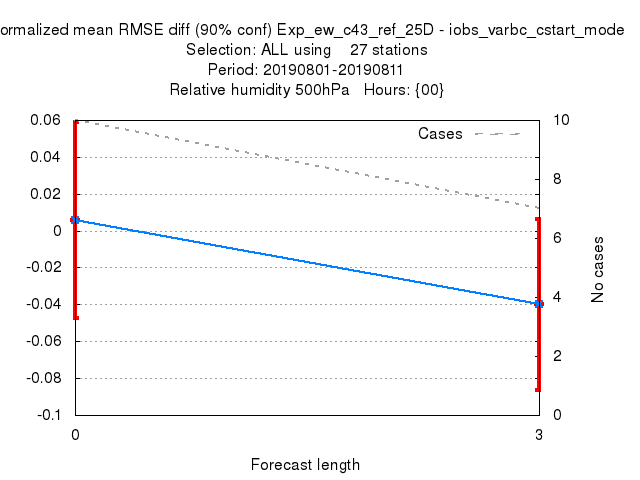 ormalized mean RMSE diff (90% conf) Exp_ew_c43_ref_25D - iobs_varbc_cstart_mode
Selection: ALL using 27 stations
Period: 20190801-20190811
Relative humidity 500hPa Hours: {00}
0.06
0.04
0.02
0
-0.02
-0.04
-0.06
-0.08
-0.1
Cases
10
8
6
4
2
0
No cases
0
3
Forecast length